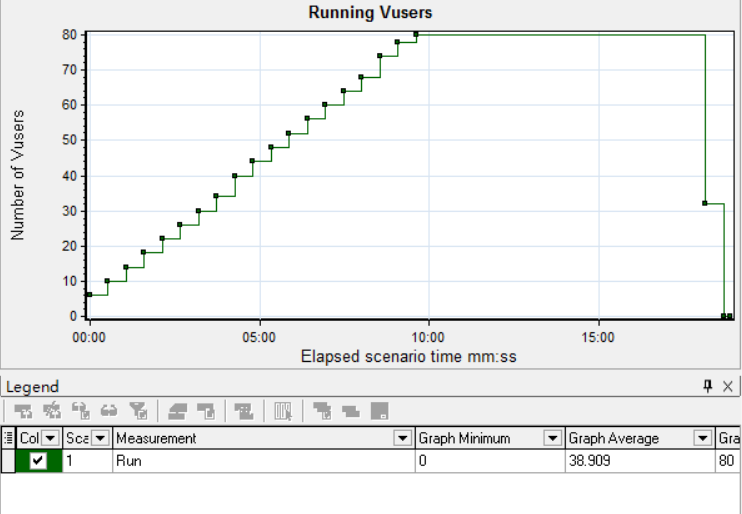 Running Vusers
Number of Vusers
80
70
60
50
40
30
20
10
0
00:00 05:00 10:00 15:00
Elapsed scenario time mm:ss
Legend
Col Sca Measurement Graph Minimum Graph Average Gra
1 Run 0 38.909 80